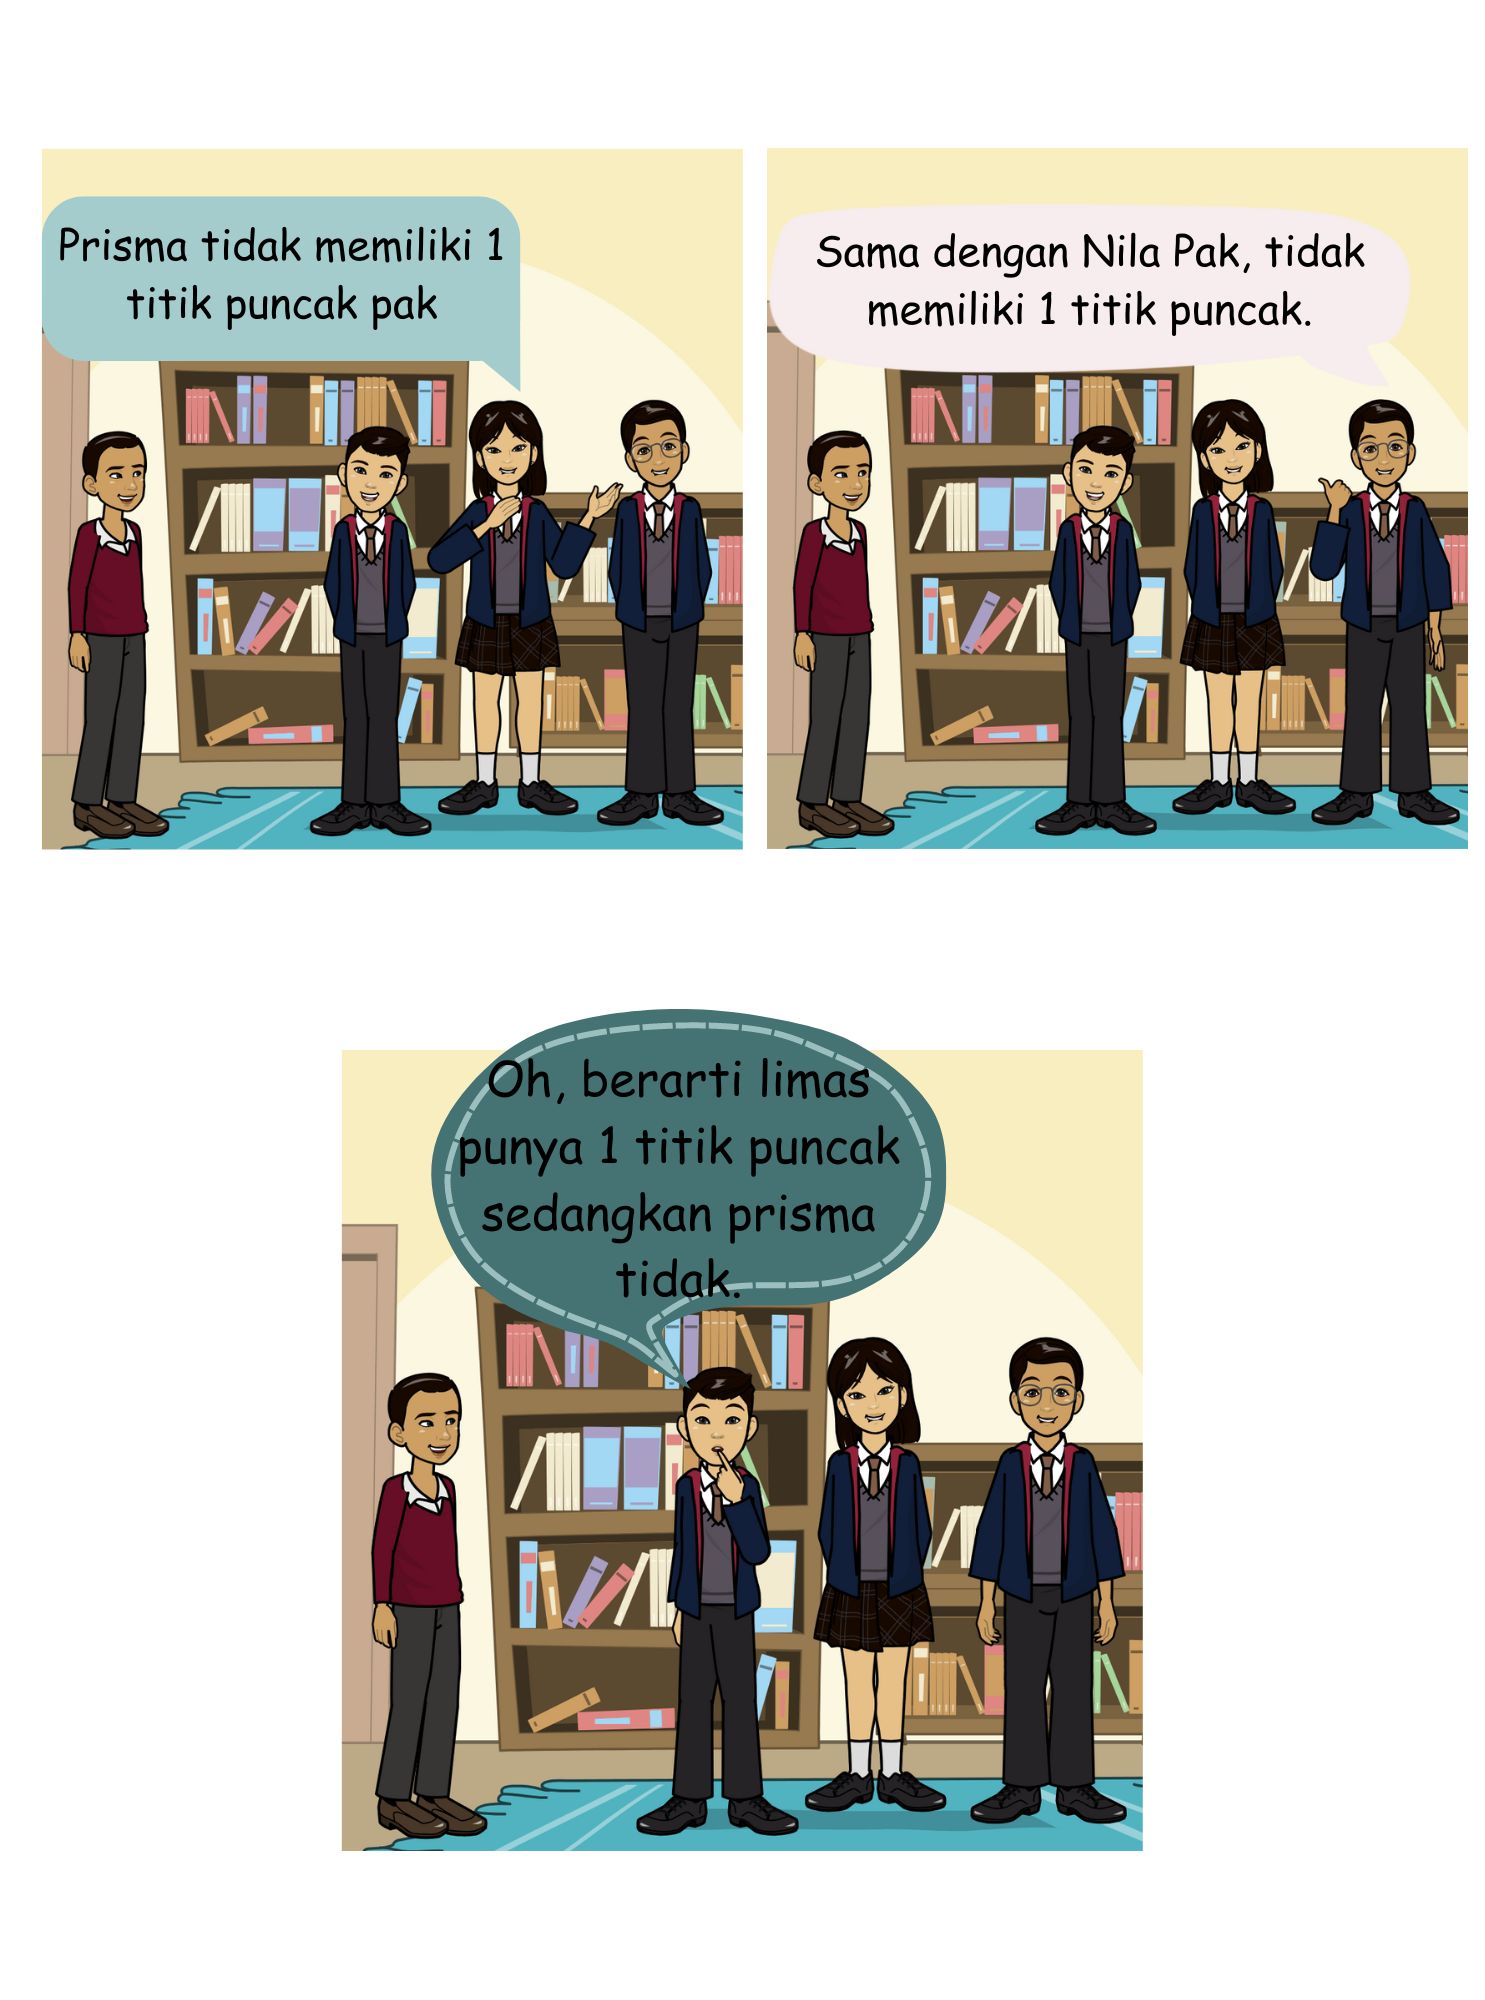 Prisma tidak memiliki 1
titik puncak pak
Sama dengan Nila Pak, tidak
memiliki 1 titik puncak.
Oh, berarti limas
punya 1 titik puncak
sedangkan prisma
tidak.